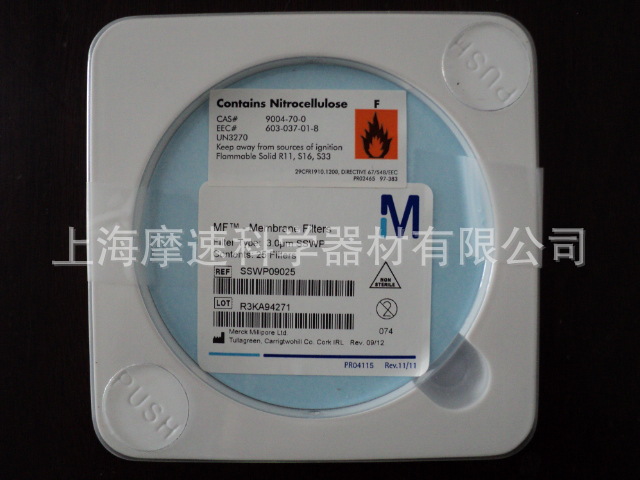 PUSH
Contains Nitrocellulose F
CAS# 9004-70-0
EEC# 603-037-01-8
UN3270
Keep away from sources of ignition
Flammable Solid R11, S16, S33
29CFR1910.1200, DIRECTIVE 67/548/EEC
PR02465 97-383
M
MF™ - Membrane Filters
Filter Type: 3.0µm SSWP
Contents: 25 Filters
上海摩速科学器材有限公司
REF SSWP09025
NON STERILE
LOT R3KA94271
2
074
Merck Millipore Ltd.
Tullagreen, Carrigtwohill Co. Cork IRL Rev. 09/12
PR04115 Rev.11/11
PUSH